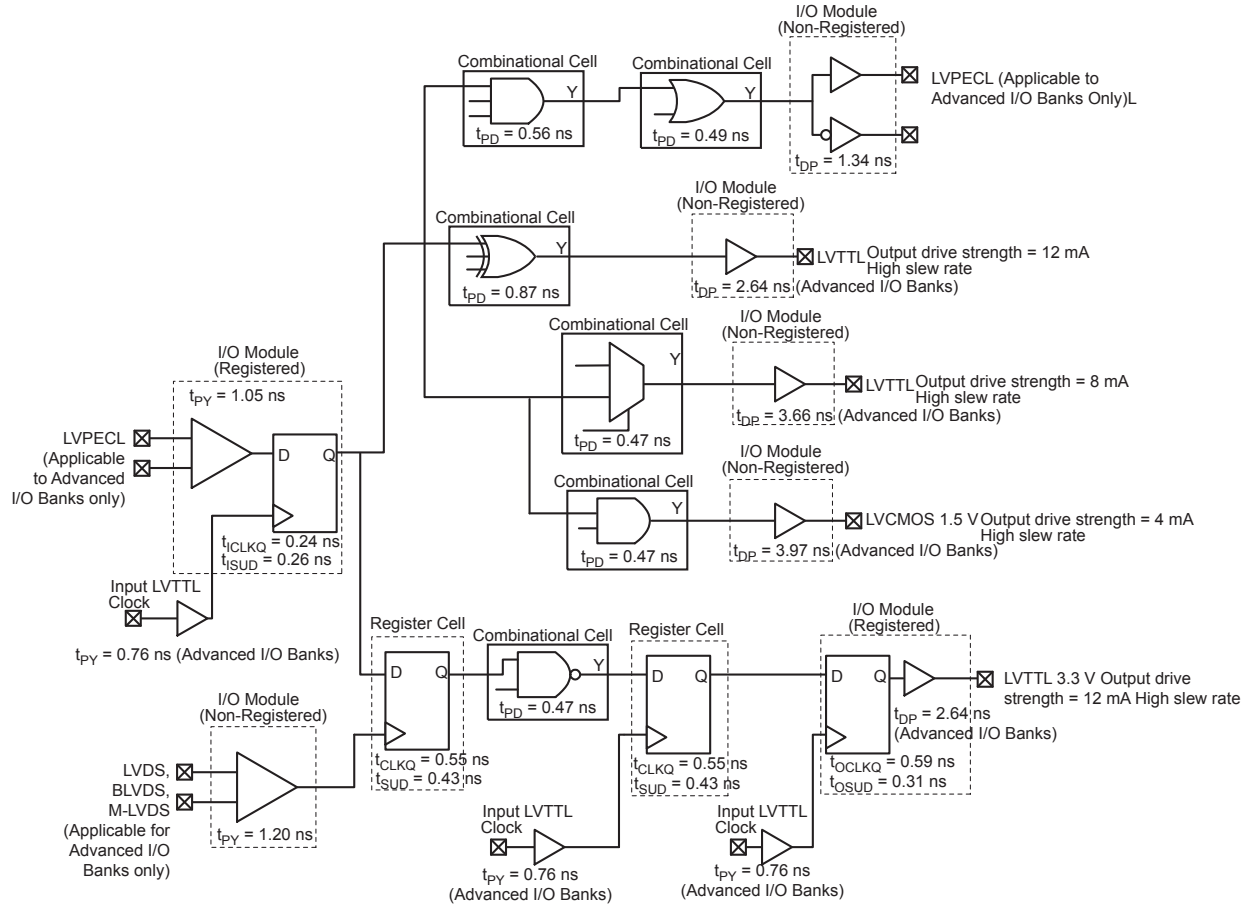 I/O Module
(Non-Registered)
Combinational Cell
Y
tPD = 0.56 ns
Combinational Cell
Y
tPD = 0.49 ns
tDP = 1.34 ns
LVPECL (Applicable to
Advanced I/O Banks Only)L
I/O Module
(Non-Registered)
Combinational Cell
Y
tPD = 0.87 ns
tDP = 2.64 ns
LVTTL Output drive strength = 12 mA
High slew rate
(Advanced I/O Banks)
I/O Module
(Non-Registered)
Combinational Cell
Y
tPD = 0.47 ns
tDP = 3.66 ns
LVTTL Output drive strength = 8 mA
High slew rate
(Advanced I/O Banks)
I/O Module
(Non-Registered)
Combinational Cell
Y
tPD = 0.47 ns
tDP = 3.97 ns
LVCMOS 1.5 V Output drive strength = 4 mA
High slew rate
(Advanced I/O Banks)
I/O Module
(Registered)
tPY = 1.05 ns
LVPECL
(Applicable
to Advanced
I/O Banks only)
D
Q
tICLKQ = 0.24 ns
tISUD = 0.26 ns
Input LVTTL
Clock
tPY = 0.76 ns (Advanced I/O Banks)
I/O Module
(Non-Registered)
LVDS,
BLVDS,
M-LVDS
(Applicable for
Advanced I/O
Banks only)
tPY = 1.20 ns
Register Cell
D
Q
tCLKQ = 0.55 ns
tSUD = 0.43 ns
Combinational Cell
Y
tPD = 0.47 ns
Register Cell
D
Q
tCLKQ = 0.55 ns
tSUD = 0.43 ns
Input LVTTL
Clock
tPY = 0.76 ns
(Advanced I/O Banks)
I/O Module
(Registered)
D
Q
tDP = 2.64 ns
(Advanced I/O Banks)
tOCLKQ = 0.59 ns
tOSUD = 0.31 ns
LVTTL 3.3 V Output drive
strength = 12 mA High slew rate
Input LVTTL
Clock
tPY = 0.76 ns
(Advanced I/O Banks)